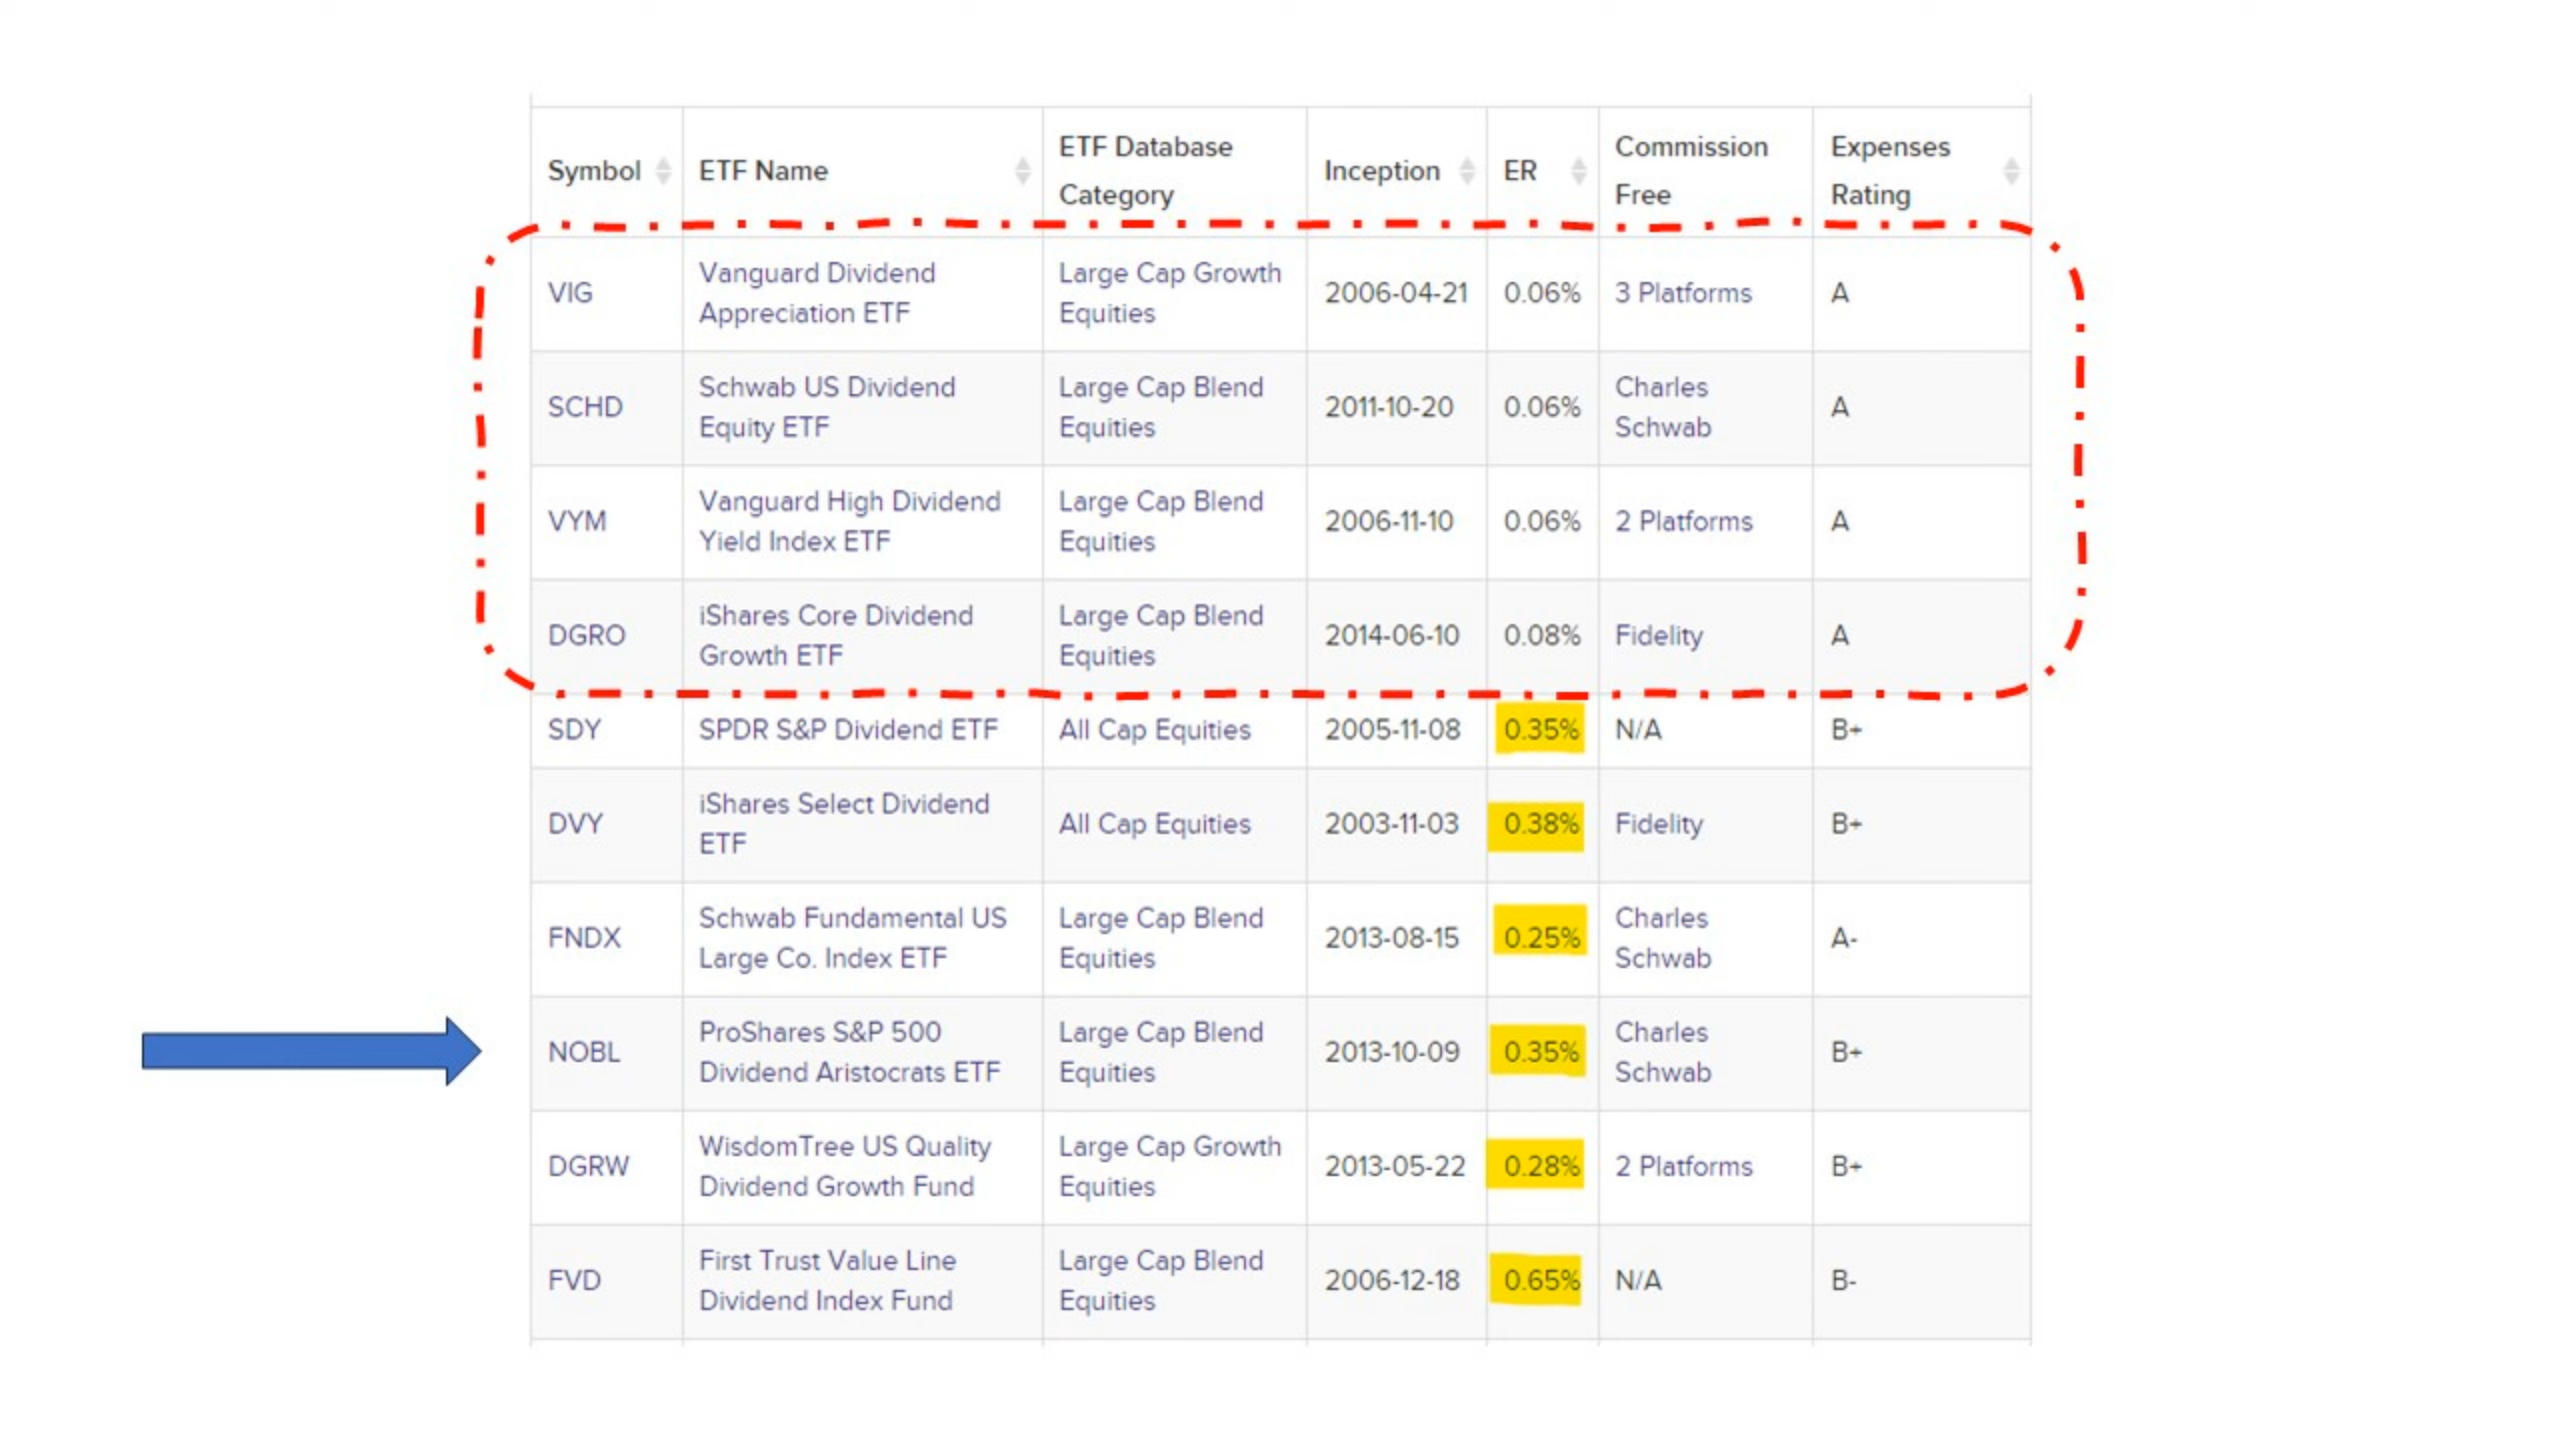 Symbol ETF Name ETF Database Category Inception ER Commission Free Expenses Rating
VIG Vanguard Dividend Appreciation ETF Large Cap Growth Equities 2006-04-21 0.06% 3 Platforms A
SCHD Schwab US Dividend Equity ETF Large Cap Blend Equities 2011-10-20 0.06% Charles Schwab A
VYM Vanguard High Dividend Yield Index ETF Large Cap Blend Equities 2006-11-10 0.06% 2 Platforms A
DGRO iShares Core Dividend Growth ETF Large Cap Blend Equities 2014-06-10 0.08% Fidelity A
SDY SPDR S&P Dividend ETF All Cap Equities 2005-11-08 0.35% N/A B+
DVY iShares Select Dividend ETF All Cap Equities 2003-11-03 0.38% Fidelity B+
FNDX Schwab Fundamental US Large Co. Index ETF Large Cap Blend Equities 2013-08-15 0.25% Charles Schwab A-
NOBL ProShares S&P 500 Dividend Aristocrats ETF Large Cap Blend Equities 2013-10-09 0.35% Charles Schwab B+
DGRW WisdomTree US Quality Dividend Growth Fund Large Cap Growth Equities 2013-05-22 0.28% 2 Platforms B+
FVD First Trust Value Line Dividend Index Fund Large Cap Blend Equities 2006-12-18 0.65% N/A B-